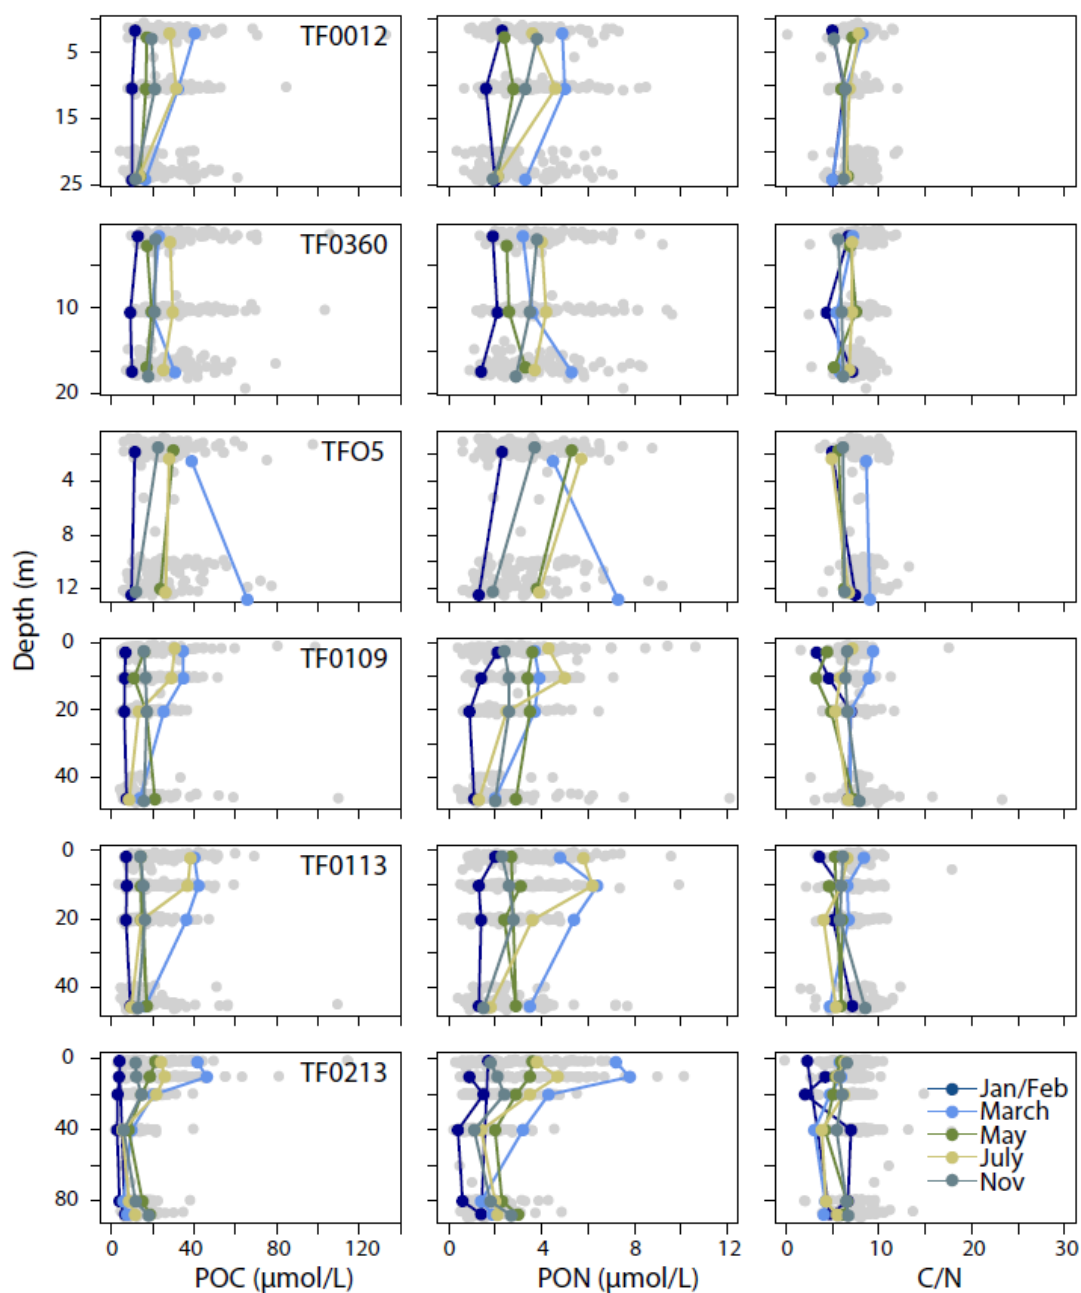 TF0012
5
15
25
TF0360
10
20
TFO5
4
8
12
Depth (m)
TF0109
0
20
40
TF0113
0
20
40
TF0213
0
40
80
Jan/Feb
March
May
July
Nov
0 40 80 120
0 4 8 12
0 10 20 30
POC (µmol/L) PON (µmol/L) C/N